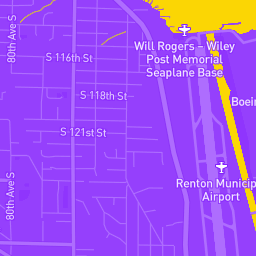 80th Ave S
S 116th St
Will Rogers – Wiley
Post Memorial
Seaplane Base
S 118th St
Boein
S 121st St
80th Ave S
Renton Municip
Airport